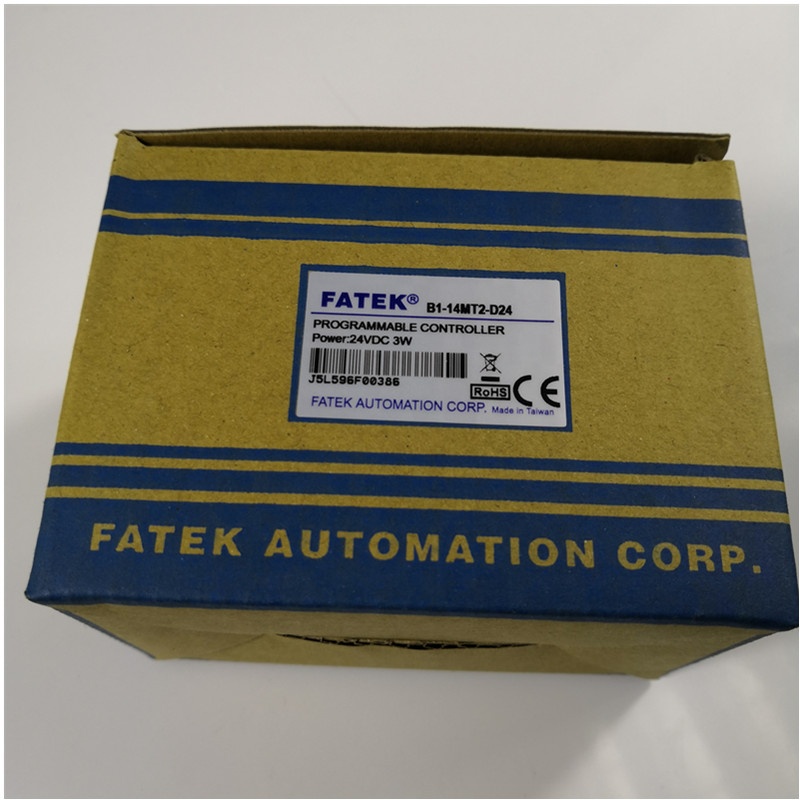 FATEK® B1-14MT2-D24
PROGRAMMABLE CONTROLLER
Power:24VDC 3W
J5L596F00386
RoHS CE
FATEK AUTOMATION CORP. Made in Taiwan
FATEK AUTOMATION CORP.